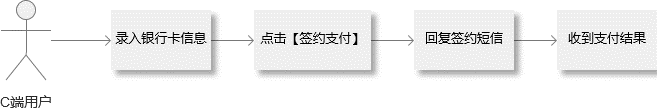 录入银行卡信息
点击【签约支付】
回复签约短信
收到支付结果
C端用户